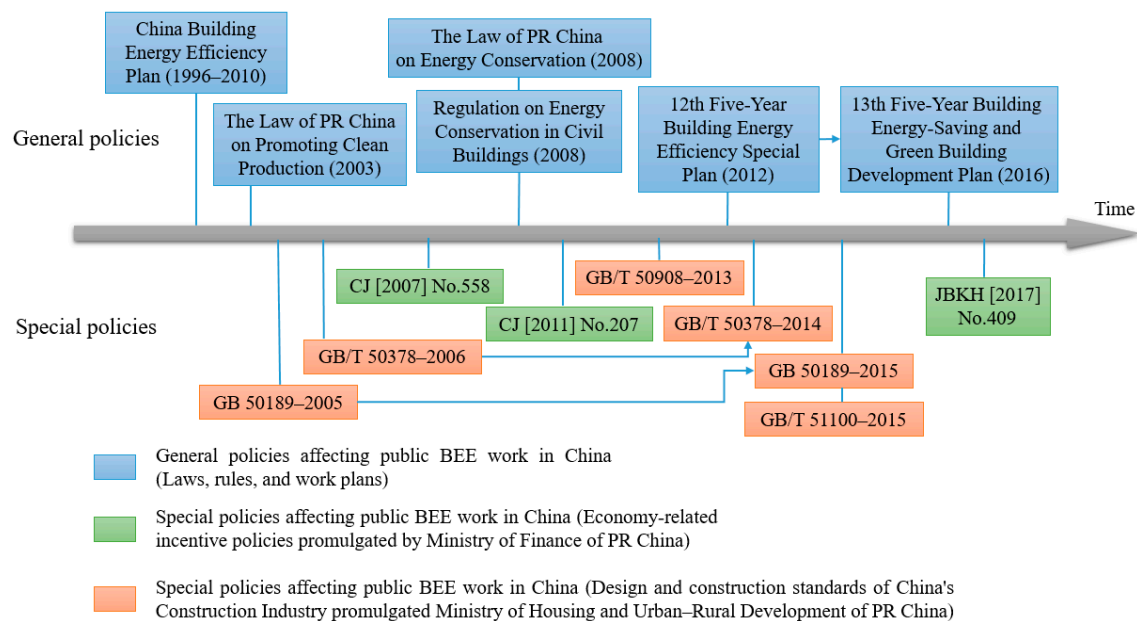 China Building
Energy Efficiency
Plan (1996–2010)
The Law of PR China
on Energy Conservation (2008)
General policies
The Law of PR China
on Promoting Clean
Production (2003)
Regulation on Energy
Conservation in Civil
Buildings (2008)
12th Five-Year
Building Energy
Efficiency Special
Plan (2012)
13th Five-Year Building
Energy-Saving and
Green Building
Development Plan (2016)
Time
Special policies
CJ [2007] No.558
GB/T 50908–2013
JBKH [2017]
No.409
CJ [2011] No.207
GB/T 50378–2014
GB/T 50378–2006
GB 50189–2015
GB 50189–2005
GB/T 51100–2015
General policies affecting public BEE work in China
(Laws, rules, and work plans)
Special policies affecting public BEE work in China (Economy-related
incentive policies promulgated by Ministry of Finance of PR China)
Special policies affecting public BEE work in China (Design and construction standards of China's
Construction Industry promulgated Ministry of Housing and Urban–Rural Development of PR China)